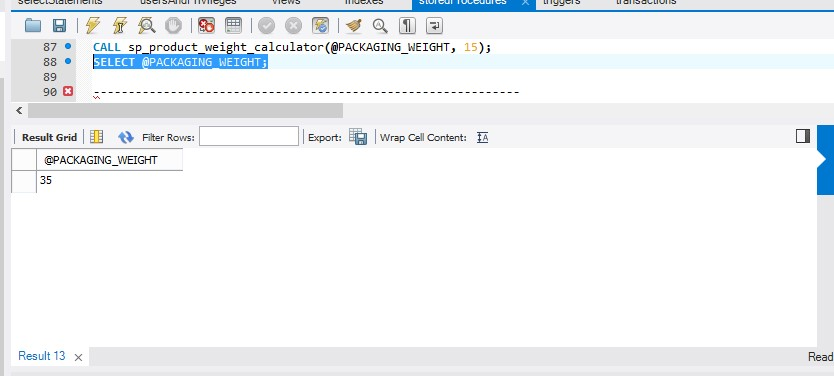 selectStatements usersAndPrivileges views indexes storedProcedures triggers transactions
87 CALL sp_product_weight_calculator(@PACKAGING_WEIGHT, 15);
88 SELECT @PACKAGING_WEIGHT;
89
90 -------------------------------------------------------------
Result Grid Filter Rows: Export: Wrap Cell Content: IA
@PACKAGING_WEIGHT
35
Result 13 Read